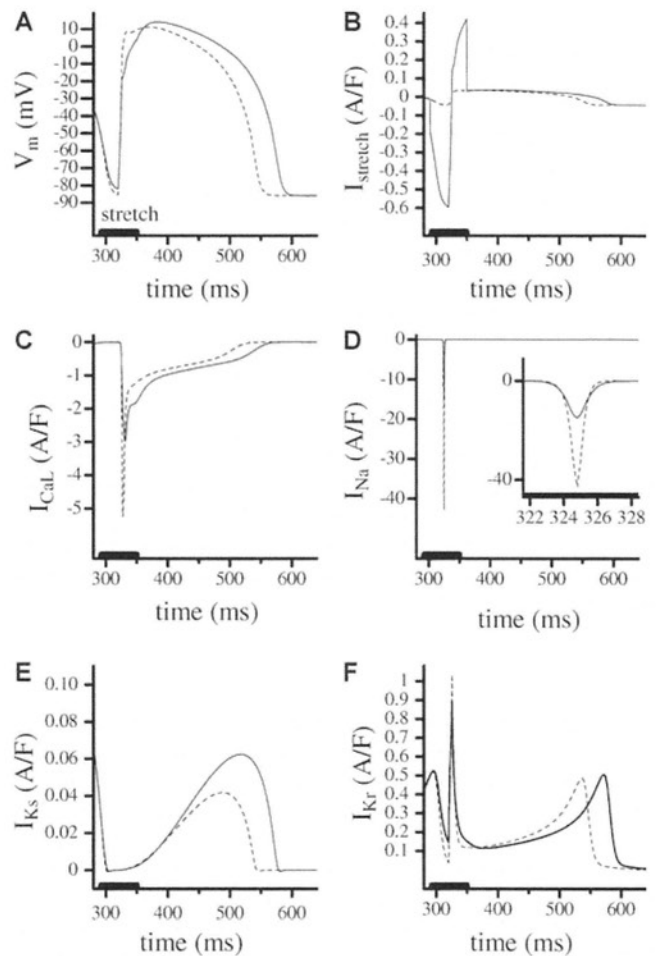 A
V_m (mV)
10
0
-10
-20
-30
-40
-50
-60
-70
-80
-90
stretch
300 400 500 600
time (ms)
B
I_stretch (A/F)
0.4
0.3
0.2
0.1
0
-0.1
-0.2
-0.3
-0.4
-0.5
-0.6
300 400 500 600
time (ms)
C
I_CaL (A/F)
0
-1
-2
-3
-4
-5
300 400 500 600
time (ms)
D
I_Na (A/F)
0
-10
-20
-30
-40
0
-40
322 324 326 328
300 400 500 600
time (ms)
E
I_Ks (A/F)
0.10
0.08
0.06
0.04
0.02
0
300 400 500 600
time (ms)
F
I_Kr (A/F)
1
0.9
0.8
0.7
0.6
0.5
0.4
0.3
0.2
0.1
300 400 500 600
time (ms)